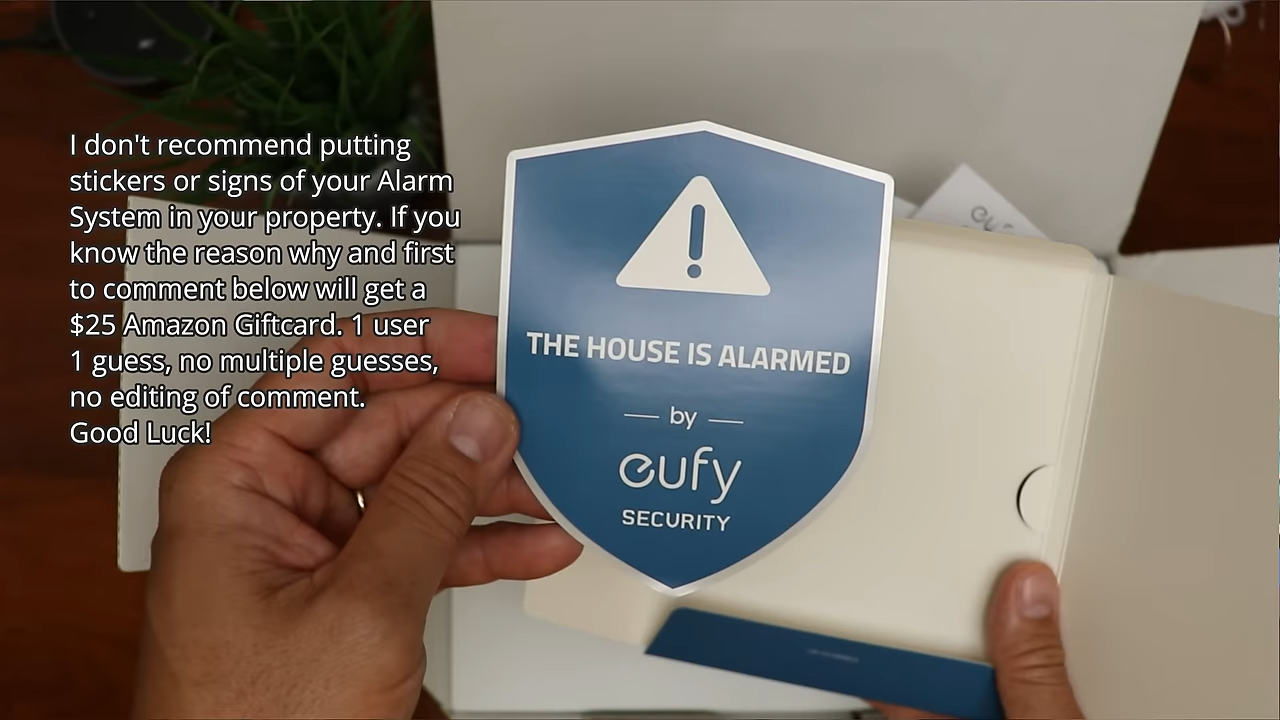 I don't recommend putting
stickers or signs of your Alarm
System in your property. If you
know the reason why and first
to comment below will get a
$25 Amazon Giftcard. 1 user
1 guess, no multiple guesses,
no editing of comment.
Good Luck!
!
THE HOUSE IS ALARMED
by
eufy
SECURITY